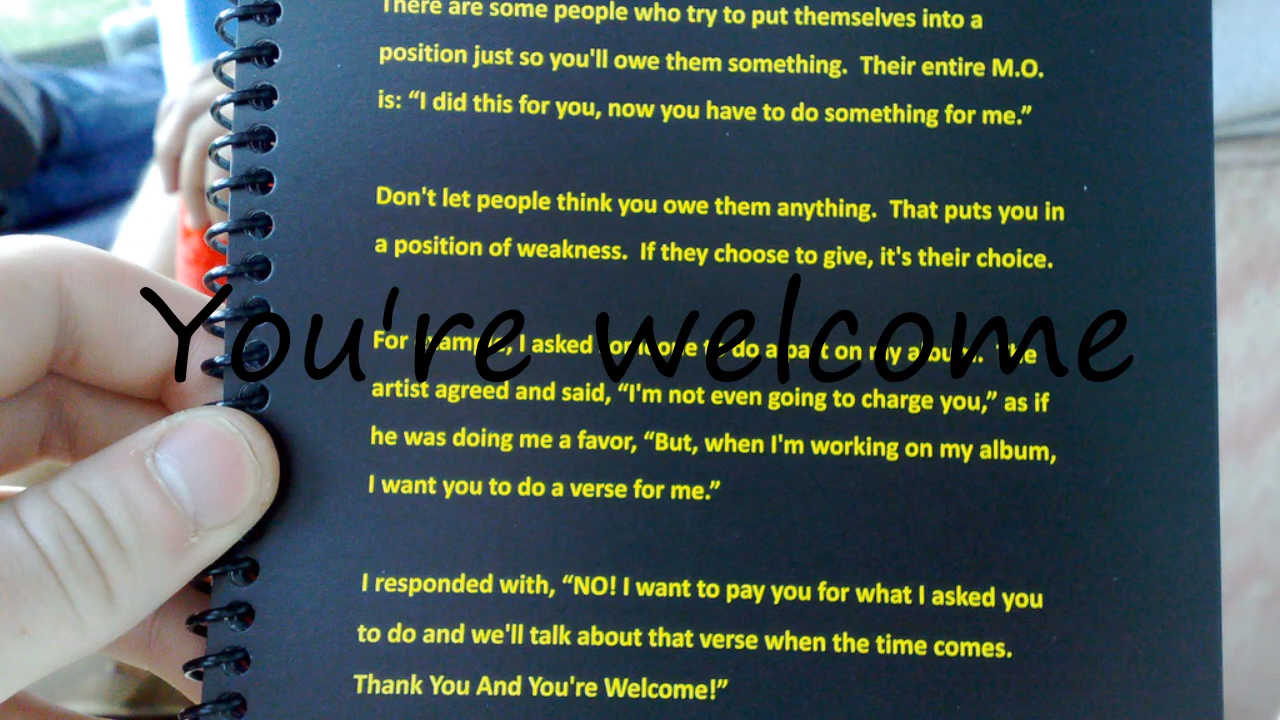 There are some people who try to put themselves into a
position just so you'll owe them something. Their entire M.O.
is: “I did this for you, now you have to do something for me.”
Don't let people think you owe them anything. That puts you in
a position of weakness. If they choose to give, it's their choice.
You're welcome
For example, I asked someone to do a part on my album. The
artist agreed and said, “I'm not even going to charge you,” as if
he was doing me a favor, “But, when I'm working on my album,
I want you to do a verse for me.”
I responded with, “NO! I want to pay you for what I asked you
to do and we'll talk about that verse when the time comes.
Thank You And You're Welcome!”